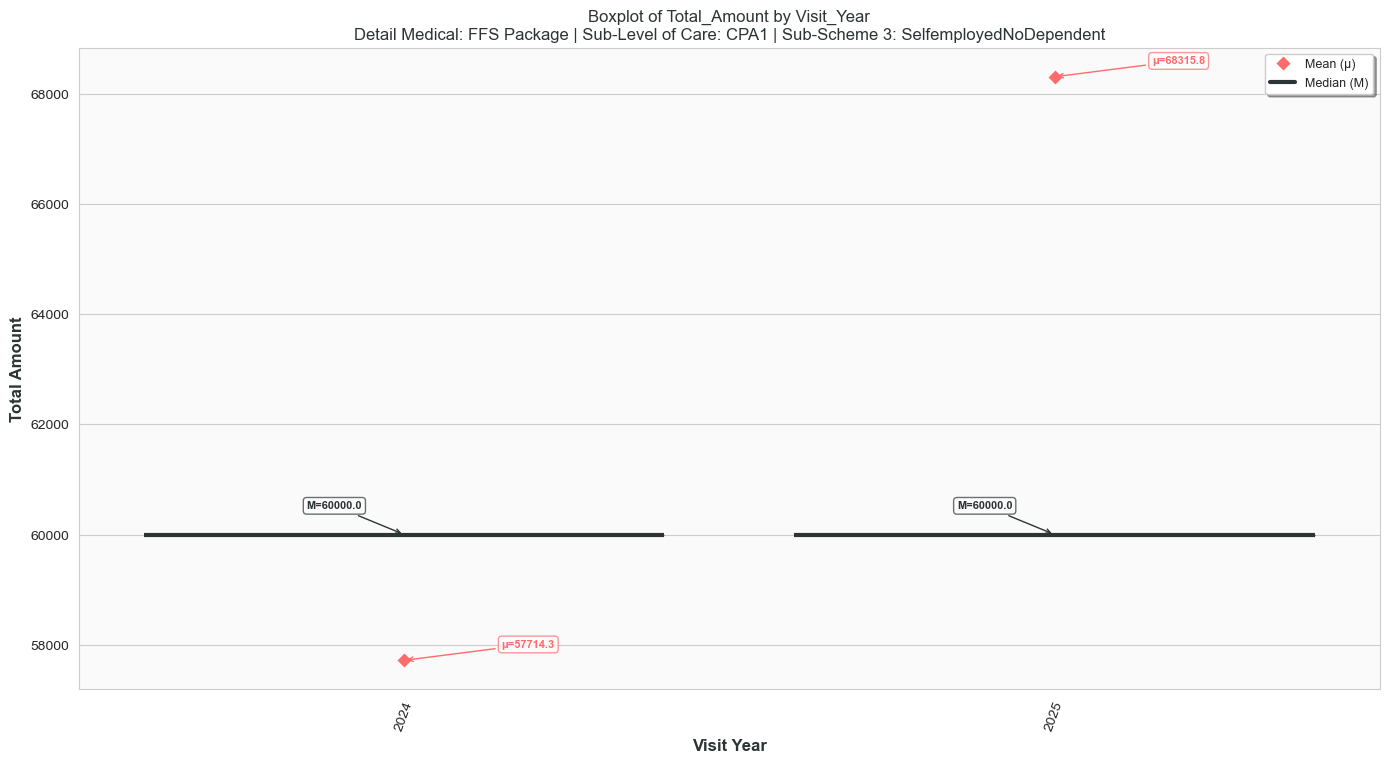 Boxplot of Total_Amount by Visit_Year
Detail Medical: FFS Package | Sub-Level of Care: CPA1 | Sub-Scheme 3: SelfemployedNoDependent
μ=68315.8
Mean (μ)
Median (M)
68000
66000
64000
62000
60000
58000
Total Amount
M=60000.0
M=60000.0
μ=57714.3
2024
2025
Visit Year